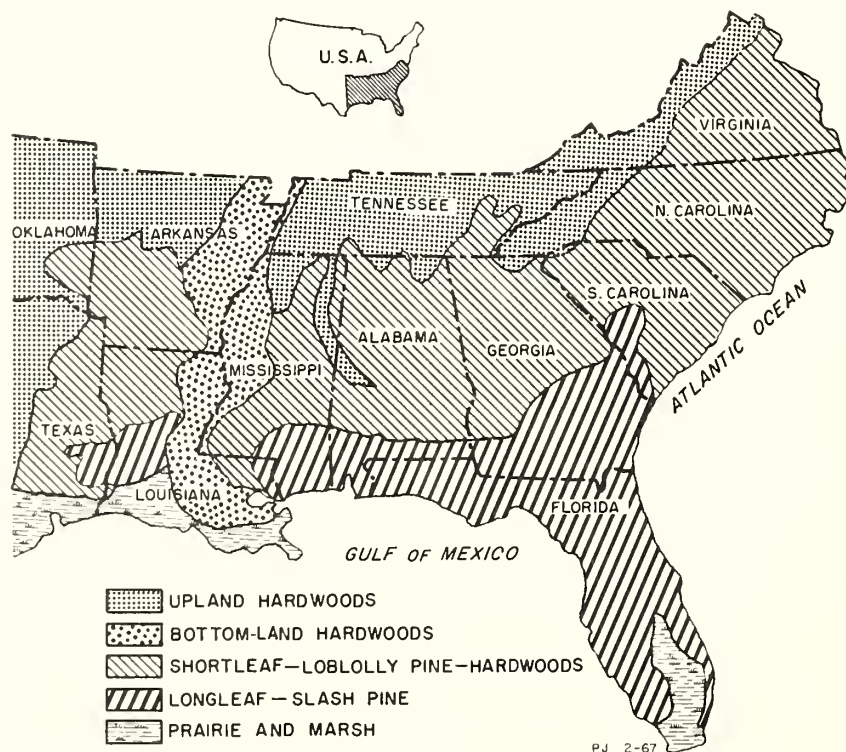 U.S.A.
VIRGINIA
TENNESSEE
N. CAROLINA
OKLAHOMA
ARKANSAS
S. CAROLINA
ALABAMA
GEORGIA
MISSISSIPPI
ATLANTIC OCEAN
TEXAS
LOUISIANA
FLORIDA
GULF OF MEXICO
UPLAND HARDWOODS
BOTTOM-LAND HARDWOODS
SHORTLEAF—LOBLOLLY PINE-HARDWOODS
LONGLEAF—SLASH PINE
PRAIRIE AND MARSH
PJ 2-67